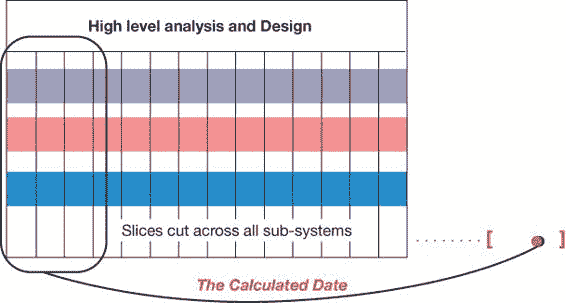 High level analysis and Design
Slices cut across all sub-systems
[ ]
The Calculated Date